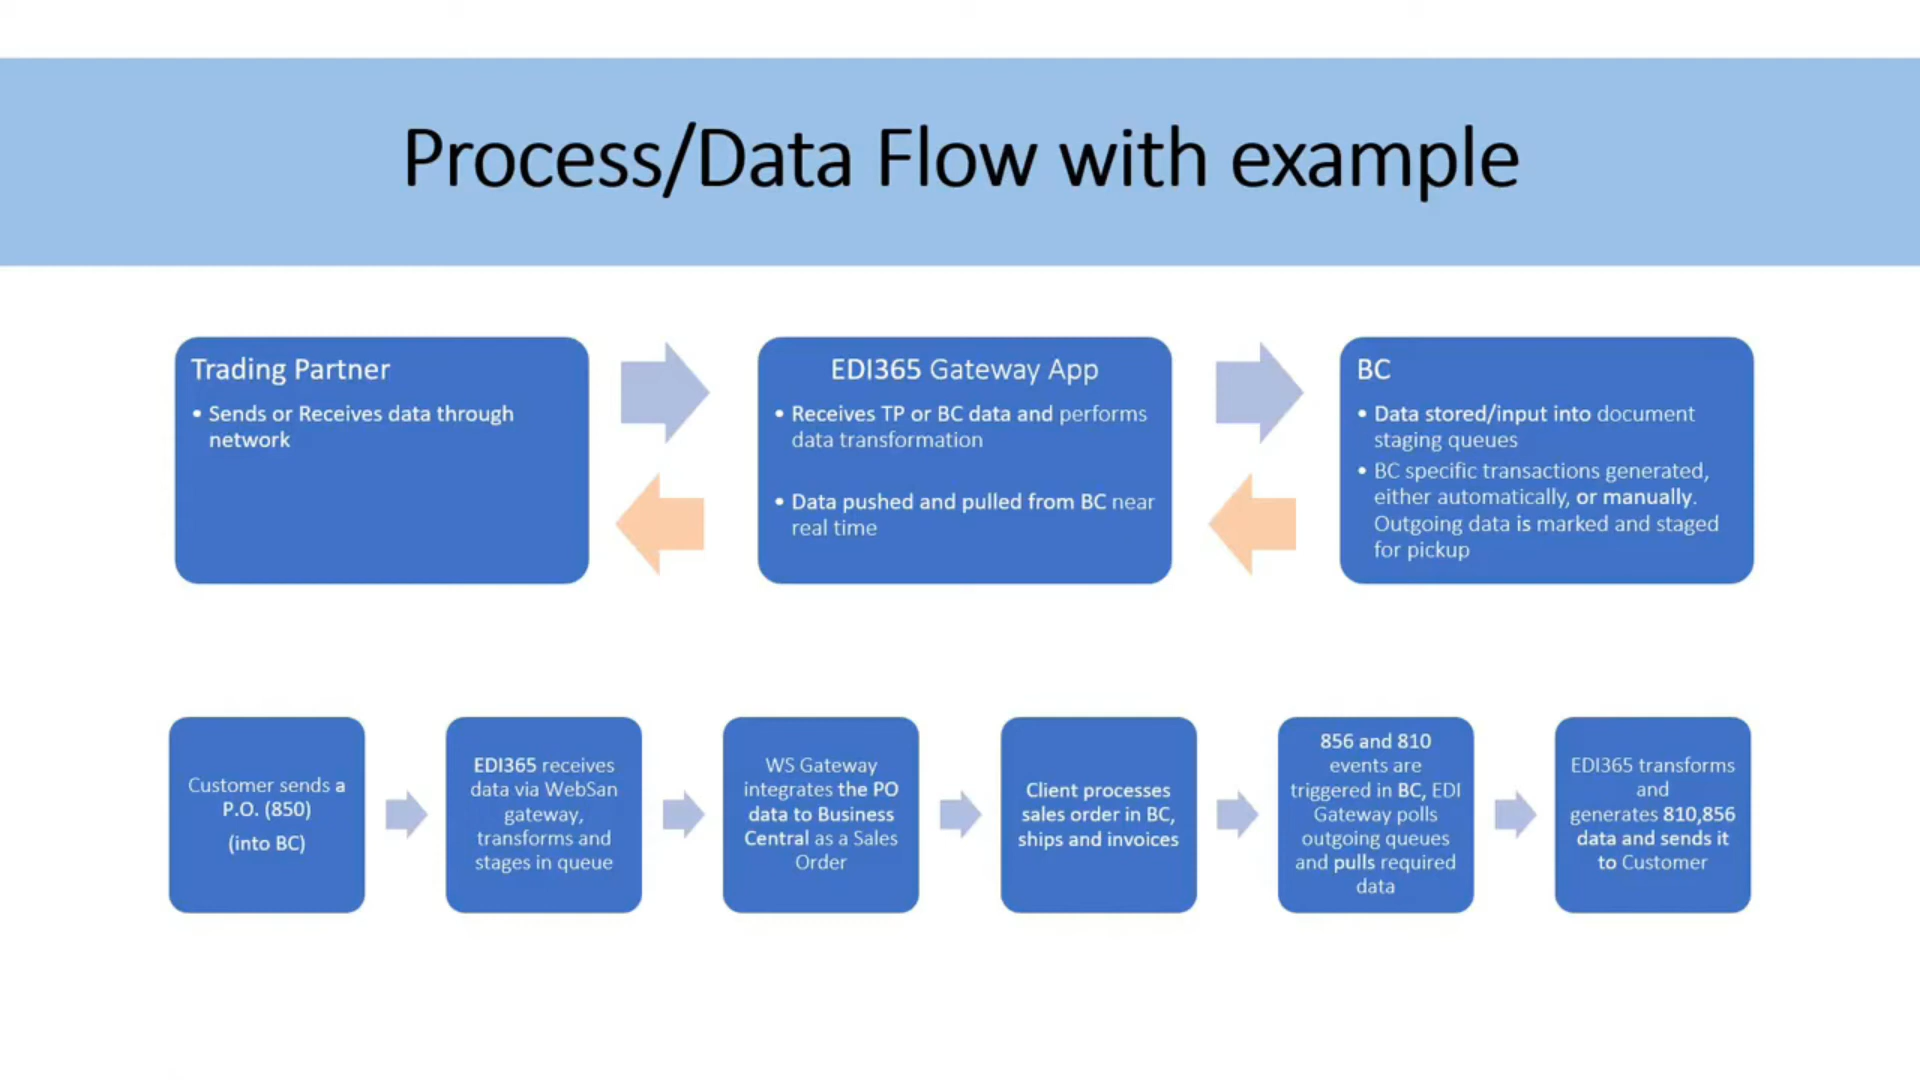 Process/Data Flow with example
Trading Partner
• Sends or Receives data through
network
EDI365 Gateway App
• Receives TP or BC data and performs
data transformation
• Data pushed and pulled from BC near
real time
BC
• Data stored/input into document
staging queues
• BC specific transactions generated,
either automatically, or manually.
Outgoing data is marked and staged
for pickup
Customer sends a
P.O. (850)
(into BC)
EDI365 receives
data via WebSan
gateway,
transforms and
stages in queue
WS Gateway
integrates the PO
data to Business
Central as a Sales
Order
Client processes
sales order in BC,
ships and invoices
856 and 810
events are
triggered in BC, EDI
Gateway polls
outgoing queues
and pulls required
data
EDI365 transforms
and
generates 810,856
data and sends it
to Customer